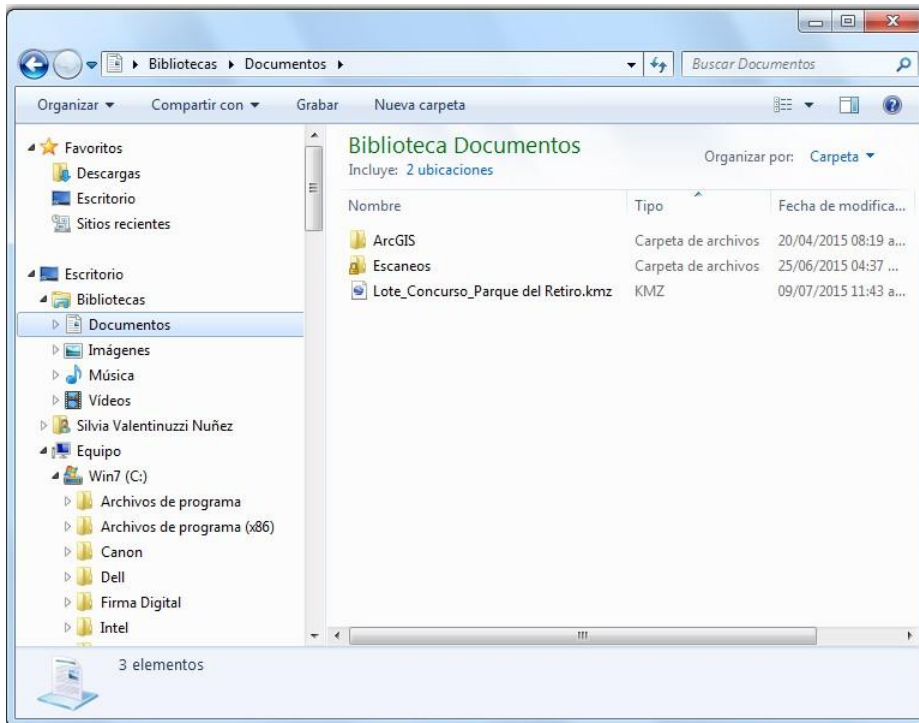 Bibliotecas Documentos
Buscar Documentos
Organizar Compartir con Grabar Nueva carpeta
Favoritos
Descargas
Escritorio
Sitios recientes
Escritorio
Bibliotecas
Documentos
Imágenes
Música
Vídeos
Silvia Valentinuzzi Nuñez
Equipo
Win7 (C:)
Archivos de programa
Archivos de programa (x86)
Canon
Dell
Firma Digital
Intel
Biblioteca Documentos
Incluye: 2 ubicaciones
Organizar por: Carpeta
Nombre Tipo Fecha de modifica...
ArcGIS Carpeta de archivos 20/04/2015 08:19 a...
Escaneos Carpeta de archivos 25/06/2015 04:37 ...
Lote_Concurso_Parque del Retiro.kmz KMZ 09/07/2015 11:43 a...
3 elementos